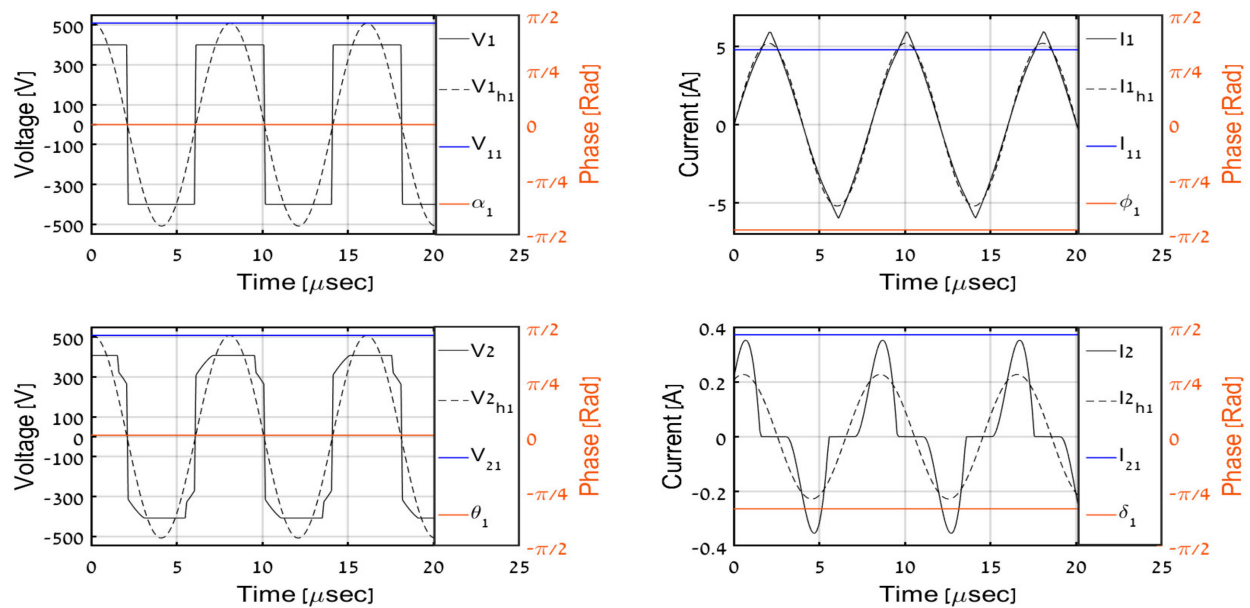 500
300
100
0
-100
-300
-500
Voltage [V]
0 5 10 15 20 25
Time [μsec]
V1
V1h1
V11
α1
π/2
π/4
0
-π/4
-π/2
Phase [Rad]
5
0
-5
Current [A]
0 5 10 15 20 25
Time [μsec]
I1
I1h1
I11
ϕ1
π/2
π/4
0
-π/4
-π/2
Phase [Rad]
500
300
100
0
-100
-300
-500
Voltage [V]
0 5 10 15 20 25
Time [μsec]
V2
V2h1
V21
θ1
π/2
π/4
0
-π/4
-π/2
Phase [Rad]
0.4
0.2
0
-0.2
-0.4
Current [A]
0 5 10 15 20 25
Time [μsec]
I2
I2h1
I21
δ1
π/2
π/4
0
-π/4
-π/2
Phase [Rad]